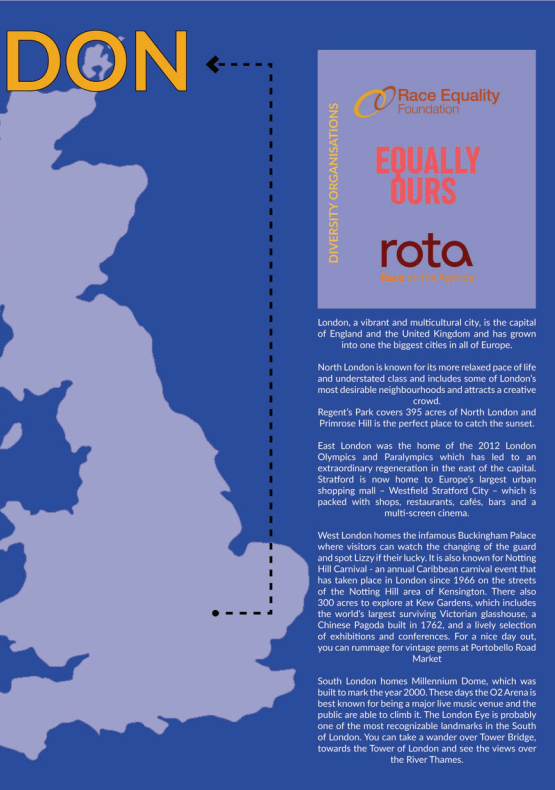 DON
DIVERSITY ORGANISATIONS
Race Equality
Foundation
EQUALLY
OURS
rota
Race on the Agenda
London, a vibrant and multicultural city, is the capital
of England and the United Kingdom and has grown
into one the biggest cities in all of Europe.
North London is known for its more relaxed pace of life
and understated class and includes some of London's
most desirable neighbourhoods and attracts a creative
crowd.
Regent's Park covers 395 acres of North London and
Primrose Hill is the perfect place to catch the sunset.
East London was the home of the 2012 London
Olympics and Paralympics which has led to an
extraordinary regeneration in the east of the capital.
Stratford is now home to Europe's largest urban
shopping mall – Westfield Stratford City – which is
packed with shops, restaurants, cafés, bars and a
multi-screen cinema.
West London homes the infamous Buckingham Palace
where visitors can watch the changing of the guard
and spot Lizzy if their lucky. It is also known for Notting
Hill Carnival - an annual Caribbean carnival event that
has taken place in London since 1966 on the streets
of the Notting Hill area of Kensington. There also
300 acres to explore at Kew Gardens, which includes
the world's largest surviving Victorian glasshouse, a
Chinese Pagoda built in 1762, and a lively selection
of exhibitions and conferences. For a nice day out,
you can rummage for vintage gems at Portobello Road
Market
South London homes Millennium Dome, which was
built to mark the year 2000. These days the O2 Arena is
best known for being a major live music venue and the
public are able to climb it. The London Eye is probably
one of the most recognizable landmarks in the South
of London. You can take a wander over Tower Bridge,
towards the Tower of London and see the views over
the River Thames.